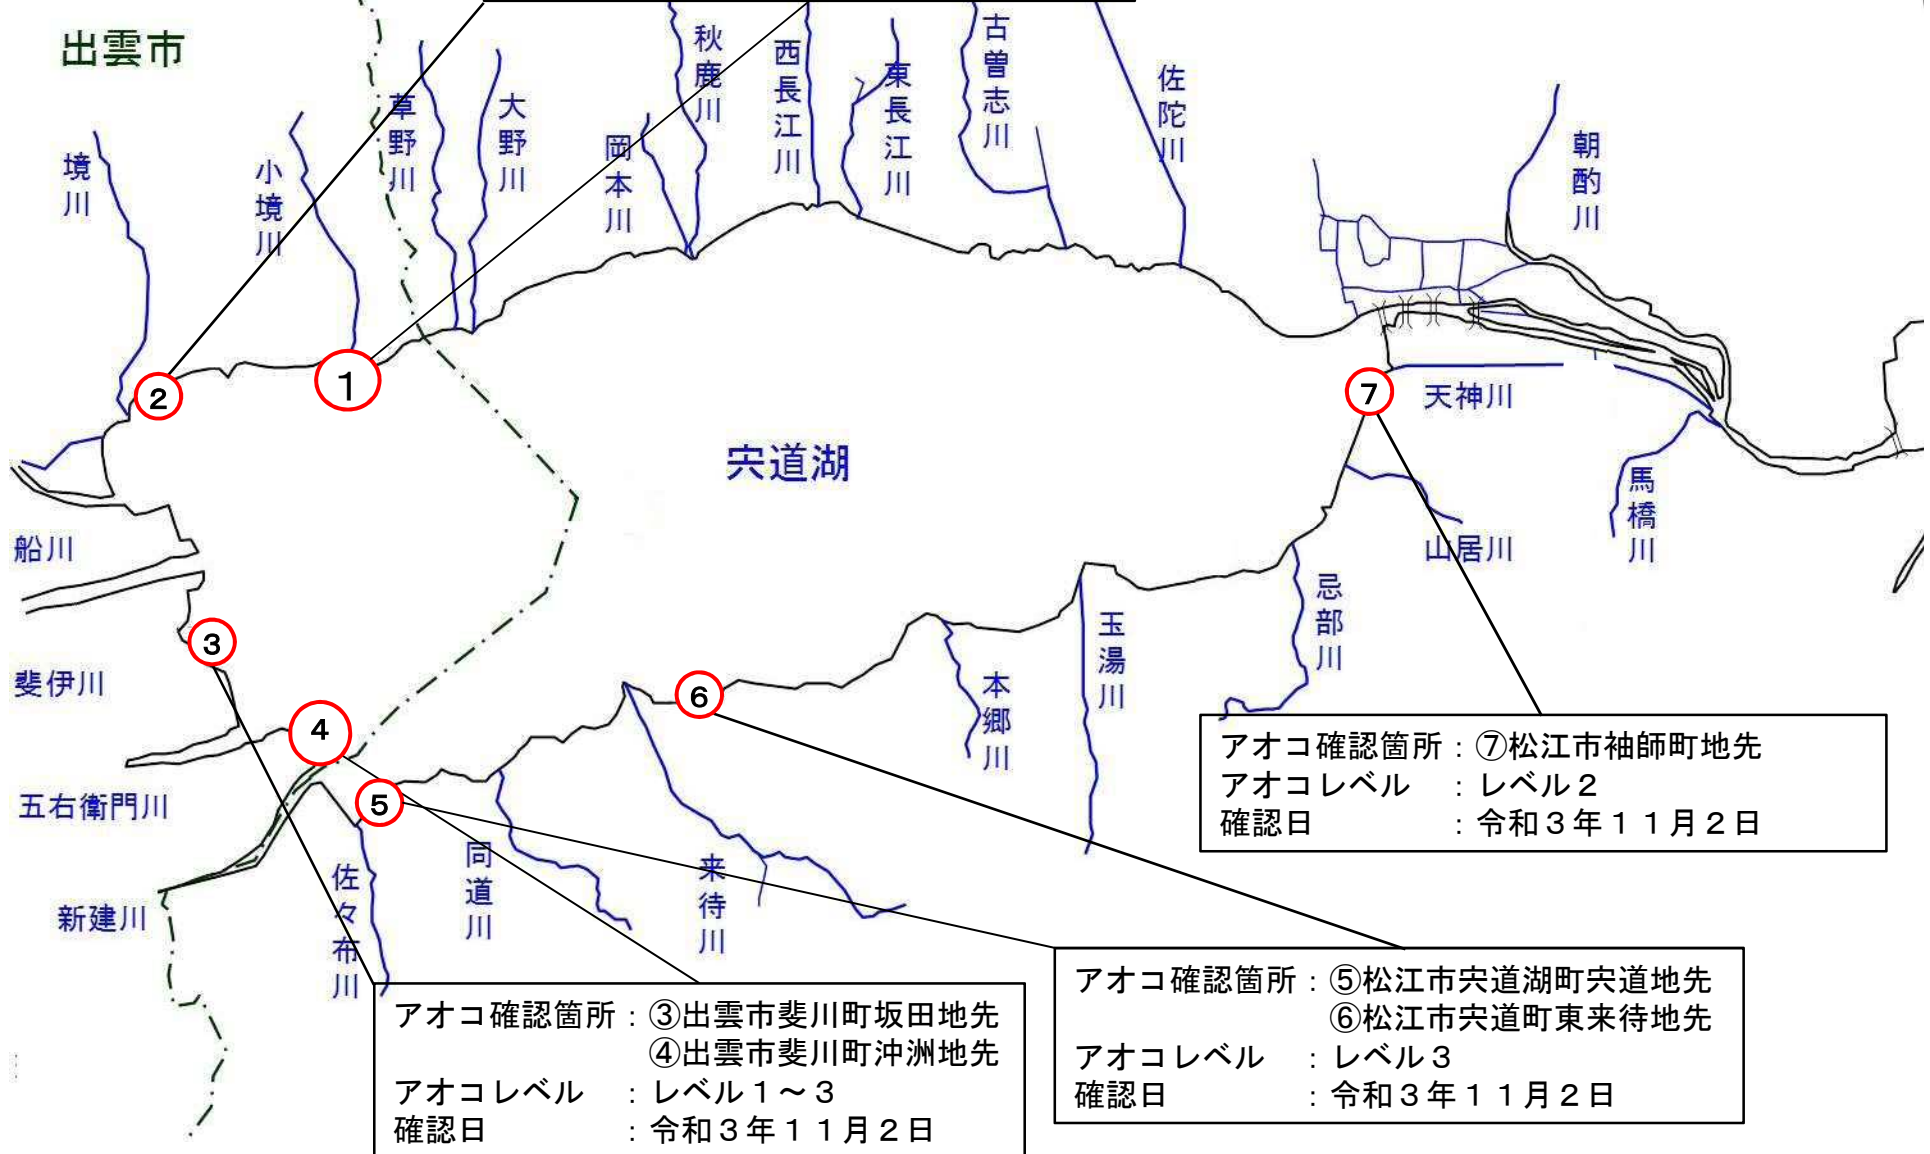 出雲市
境川
小境川
草野川
大野川
岡本川
秋鹿川
西長江川
東長江川
古曽志川
佐陀川
朝酌川
②
1
⑦
天神川
宍道湖
馬橋川
船川
山居川
忌部川
③
玉湯川
斐伊川
⑥
本郷川
④
⑤
五右衛門川
同道川
来待川
佐々布川
新建川
アオコ確認箇所：⑦松江市袖師町地先
アオコレベル　：レベル２
確認日　　　　：令和３年１１月２日
アオコ確認箇所：⑤松江市宍道湖町宍道地先
⑥松江市宍道町東来待地先
アオコレベル　：レベル３
確認日　　　　：令和３年１１月２日
アオコ確認箇所：③出雲市斐川町坂田地先
④出雲市斐川町沖洲地先
アオコレベル　：レベル１～３
確認日　　　　：令和３年１１月２日